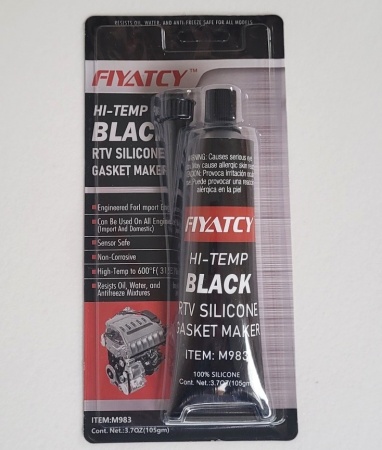 RESISTS OIL, WATER, AND ANTI-FREEZE SAFE FOR ALL MODELS
FIYATCY™
HI-TEMP
BLACK
RTV SILICONE
GASKET MAKER
Engineered For Import
Can Be Used On All
(Import And Domestic)
Sensor Safe
Non-Corrosive
High-Temp to 600°F(
Resists Oil, Water, and
Antifreeze Mixtures
ITEM:M983
Cont. Net.:3.7OZ(105gm)
WARNING: Causes serious
May cause allergic skin
Provoca irritación
Puede provocar una
alérgica en la piel
FIYATCY
HI-TEMP
BLACK
RTV SILICONE
GASKET MAKER
ITEM: M983
100% SILICONE
Cont. Net.: 3.7OZ (105gm)